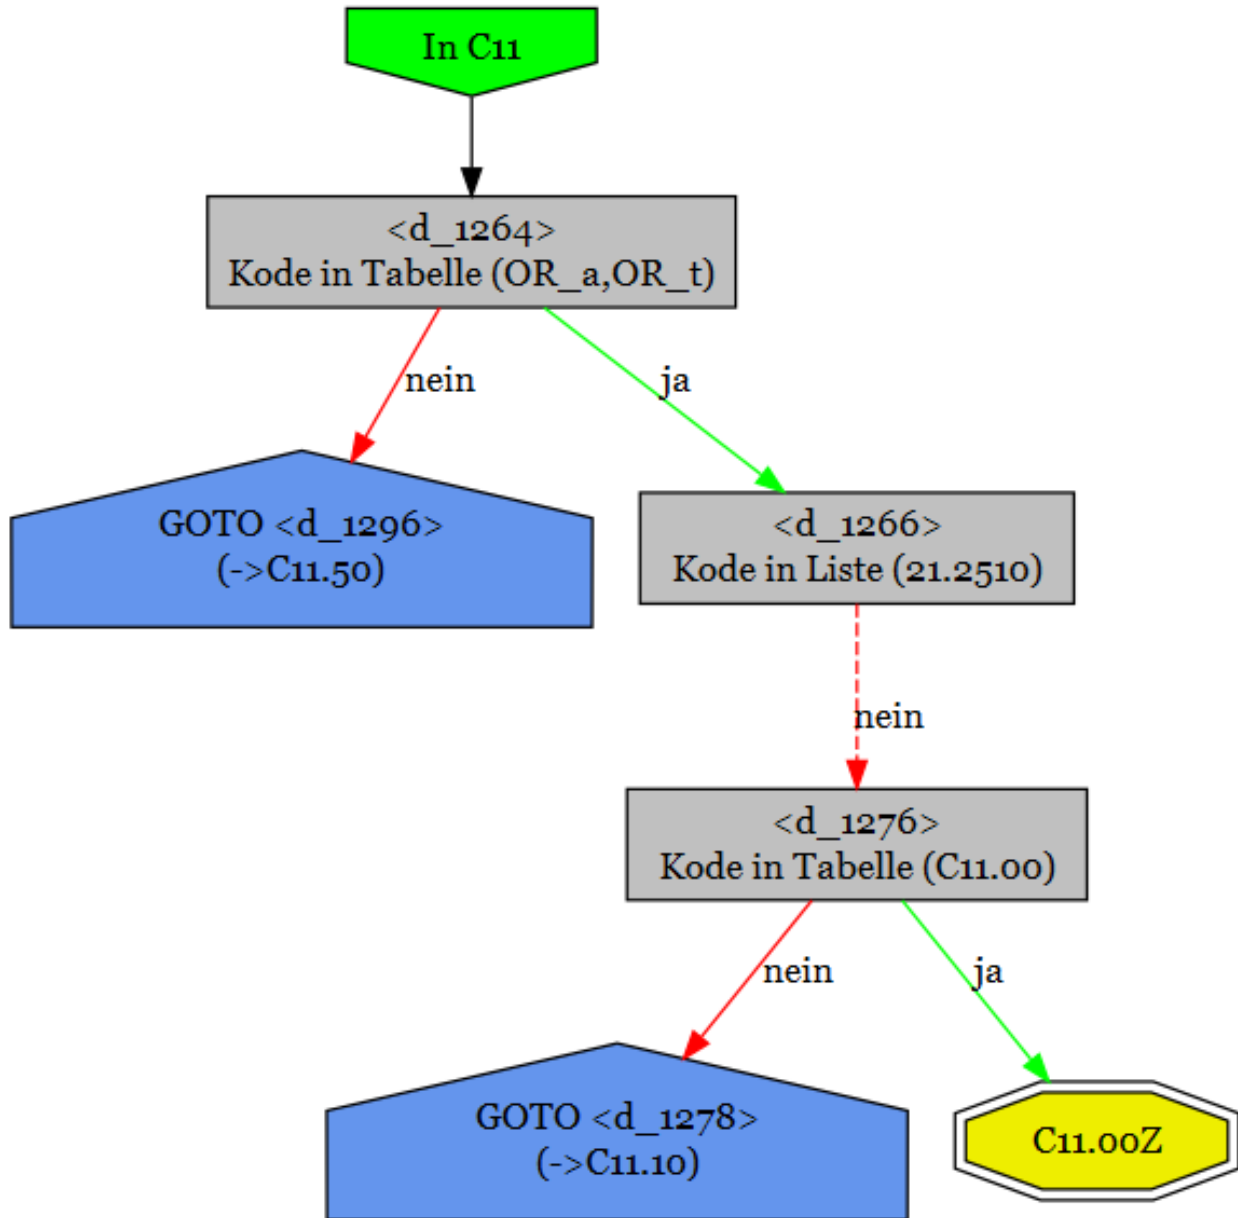 In C11
<d_1264>
Kode in Tabelle (OR_a,OR_t)
nein
ja
GOTO <d_1296>
(->C11.50)
<d_1266>
Kode in Liste (21.2510)
nein
<d_1276>
Kode in Tabelle (C11.00)
nein
ja
GOTO <d_1278>
(->C11.10)
C11.00Z